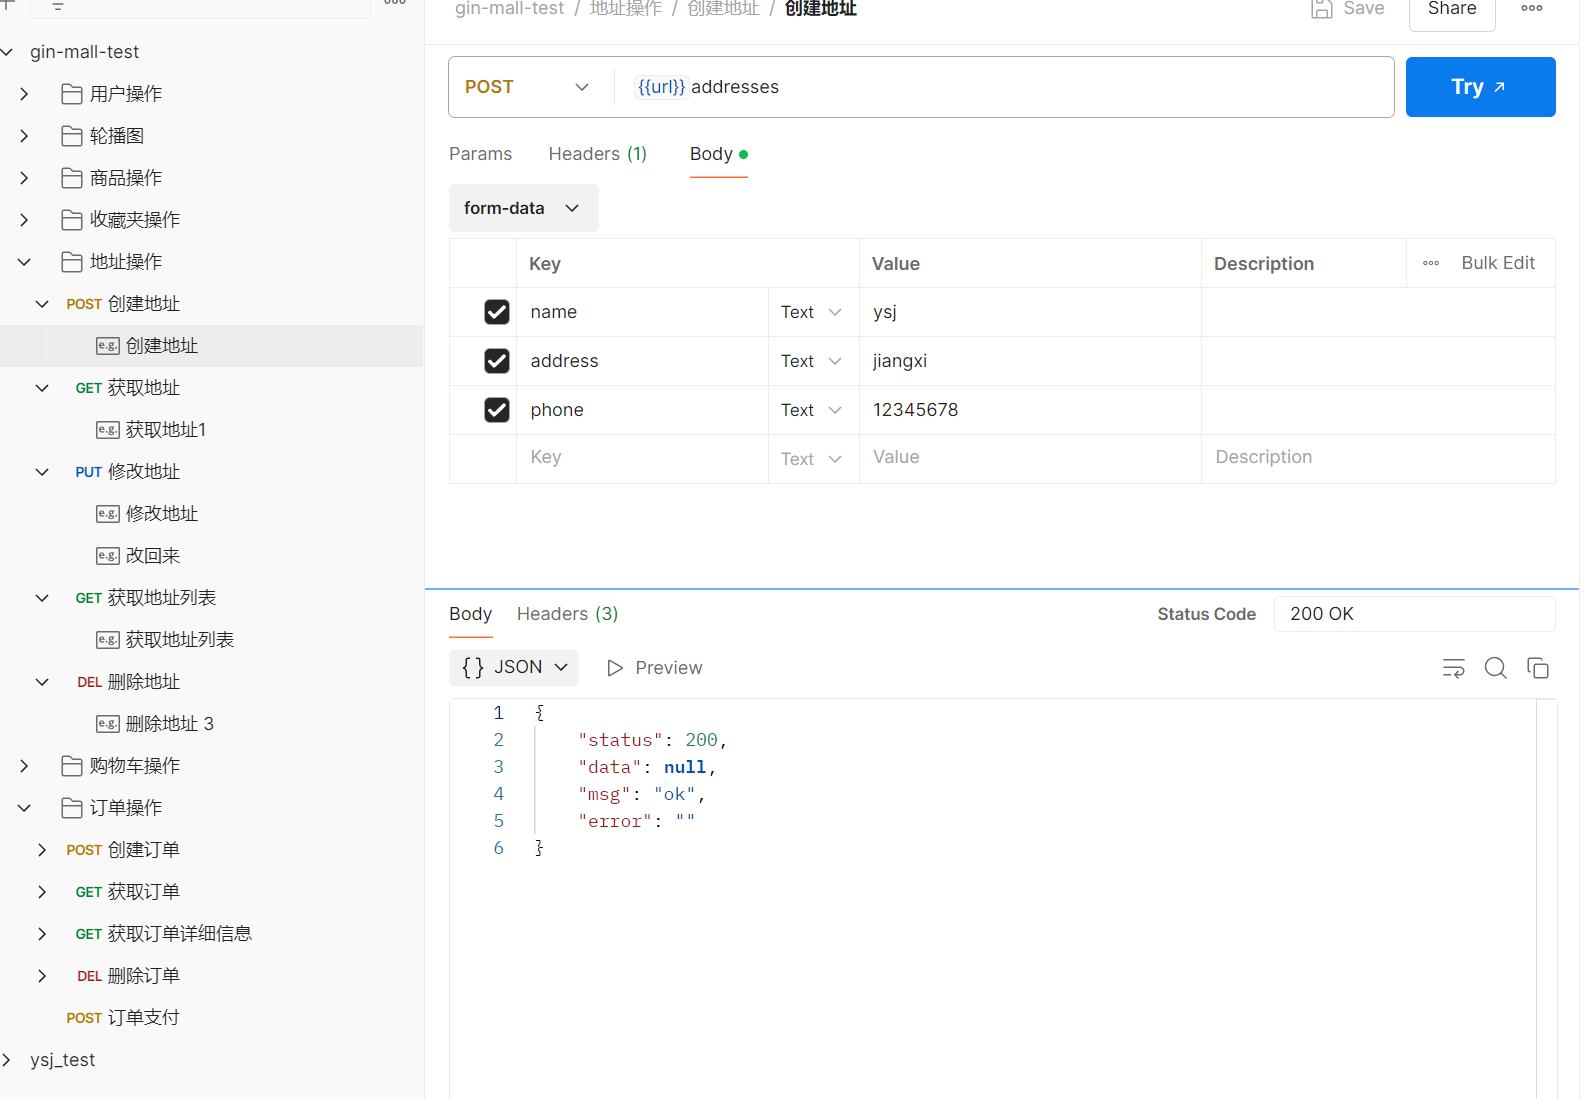 gin-mall-test
用户操作
轮播图
商品操作
收藏夹操作
地址操作
POST 创建地址
e.g. 创建地址
GET 获取地址
e.g. 获取地址1
PUT 修改地址
e.g. 修改地址
e.g. 改回来
GET 获取地址列表
e.g. 获取地址列表
DEL 删除地址
e.g. 删除地址 3
购物车操作
订单操作
POST 创建订单
GET 获取订单
GET 获取订单详细信息
DEL 删除订单
POST 订单支付
ysj_test
gin-mall-test / 地址操作 / 创建地址 / 创建地址
Save Share
POST {{url}} addresses Try ↗
Params Headers (1) Body
form-data
Key Value Description Bulk Edit
name Text ysj
address Text jiangxi
phone Text 12345678
Key Text Value Description
Body Headers (3) Status Code 200 OK
{} JSON Preview
1 {
2 "status": 200,
3 "data": null,
4 "msg": "ok",
5 "error": ""
6 }